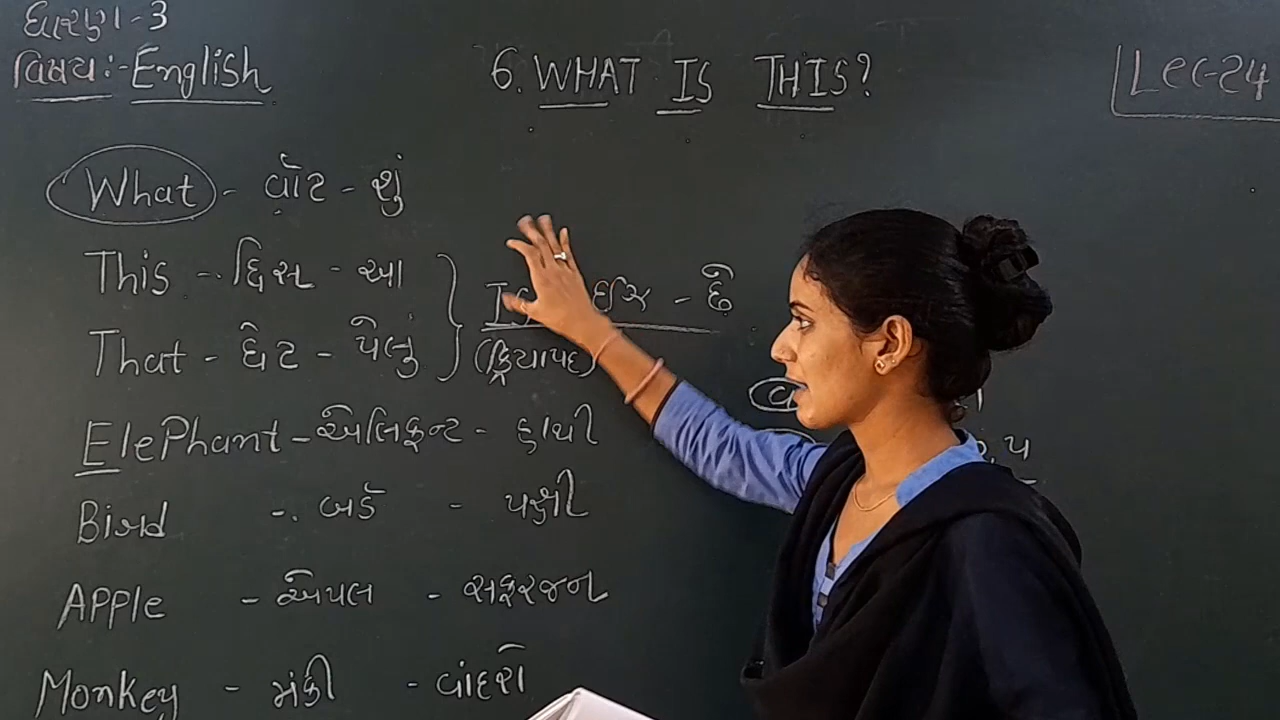 ધોરણ-3
વિષય:- English
6. WHAT IS THIS?
Lec-24
What - વૉટ - શું
This - ધિસ - આ
IS ઈઝ - છે
That - ધેટ - પેલું
(ક્રિયાપદ)
ElePhant - એલિફન્ટ - હાથી
Bird - બર્ડ - પક્ષી
APPle - એપલ - સફરજન
Monkey - મંકી - વાંદરો